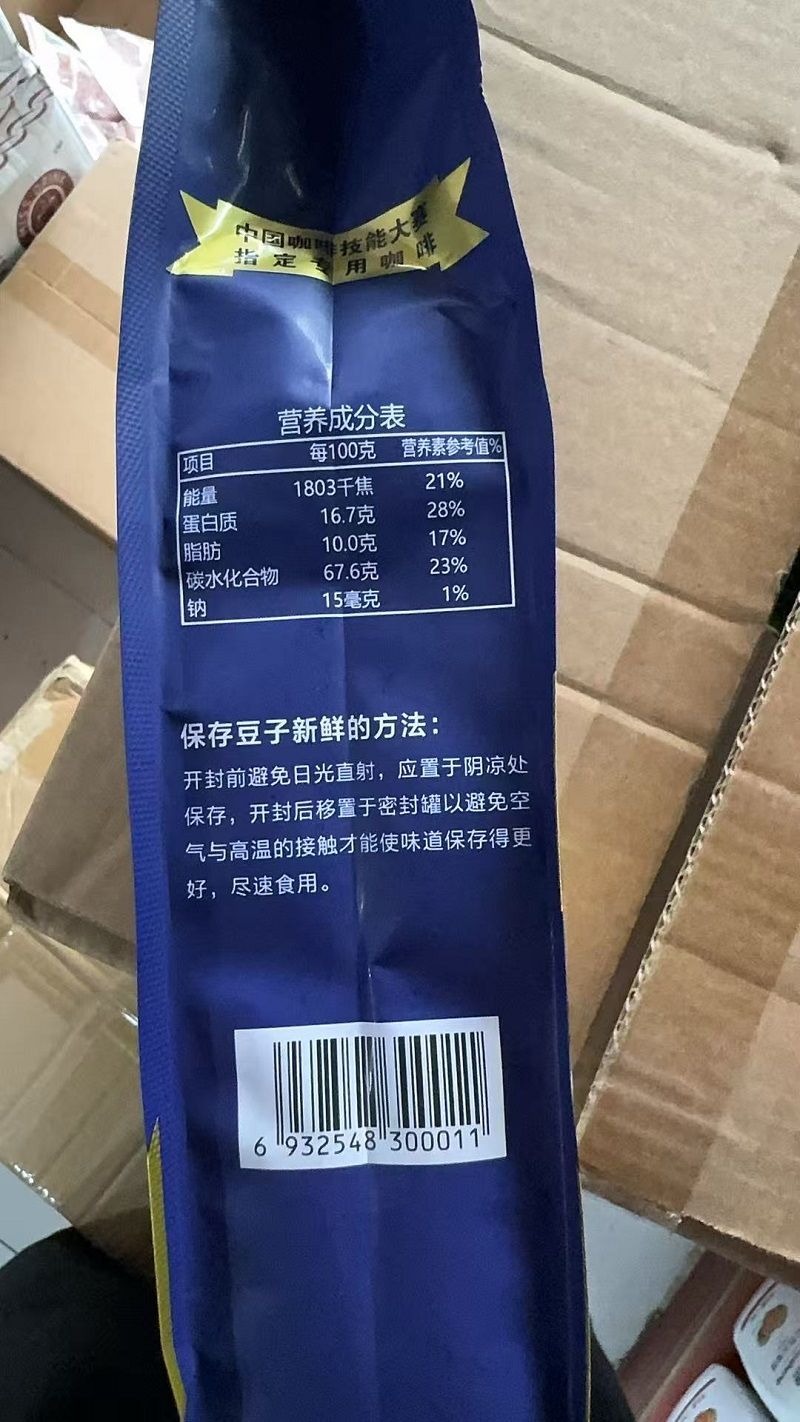 中国咖啡技能大赛
指定专用咖啡
营养成分表
项目 每100克 营养素参考值%
能量 1803千焦 21%
蛋白质 16.7克 28%
脂肪 10.0克 17%
碳水化合物 67.6克 23%
钠 15毫克 1%
保存豆子新鲜的方法：
开封前避免日光直射，应置于阴凉处
保存，开封后移置于密封罐以避免空
气与高温的接触才能使味道保存得更
好，尽速食用。
6 932548 300011